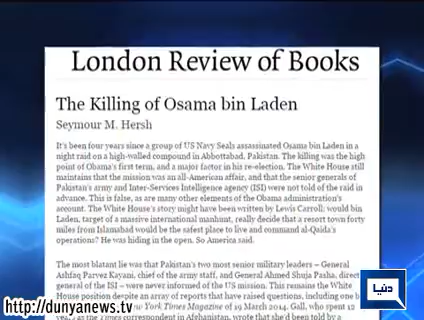 London Review of Books
The Killing of Osama bin Laden
Seymour M. Hersh
It's been four years since a group of US Navy Seals assassinated Osama bin Laden in a
night raid on a high-walled compound in Abbottabad, Pakistan. The killing was the high
point of Obama's first term, and a major factor in his re-election. The White House still
maintains that the mission was an all-American affair, and that the senior generals of
Pakistan's army and Inter-Services Intelligence agency (ISI) were not told of the raid in
advance. This is false, as are many other elements of the Obama administration's
account. The White House's story might have been written by Lewis Carroll: would bin
Laden, target of a massive international manhunt, really decide that a resort town forty
miles from Islamabad would be the safest place to live and command al-Qaida's
operations? He was hiding in the open. So America said.
The most blatant lie was that Pakistan's two most senior military leaders – General
Ashfaq Parvez Kayani, chief of the army staff, and General Ahmed Shuja Pasha, direct
general of the ISI – were never informed of the US mission. This remains the White
House position despite an array of reports that have raised questions, including one b
New York Times Magazine of 19 March 2014. Gall, who spent 12
Times correspondent in Afghanistan, wrote that she'd been told by a
دنیا
http://dunyanews.tv